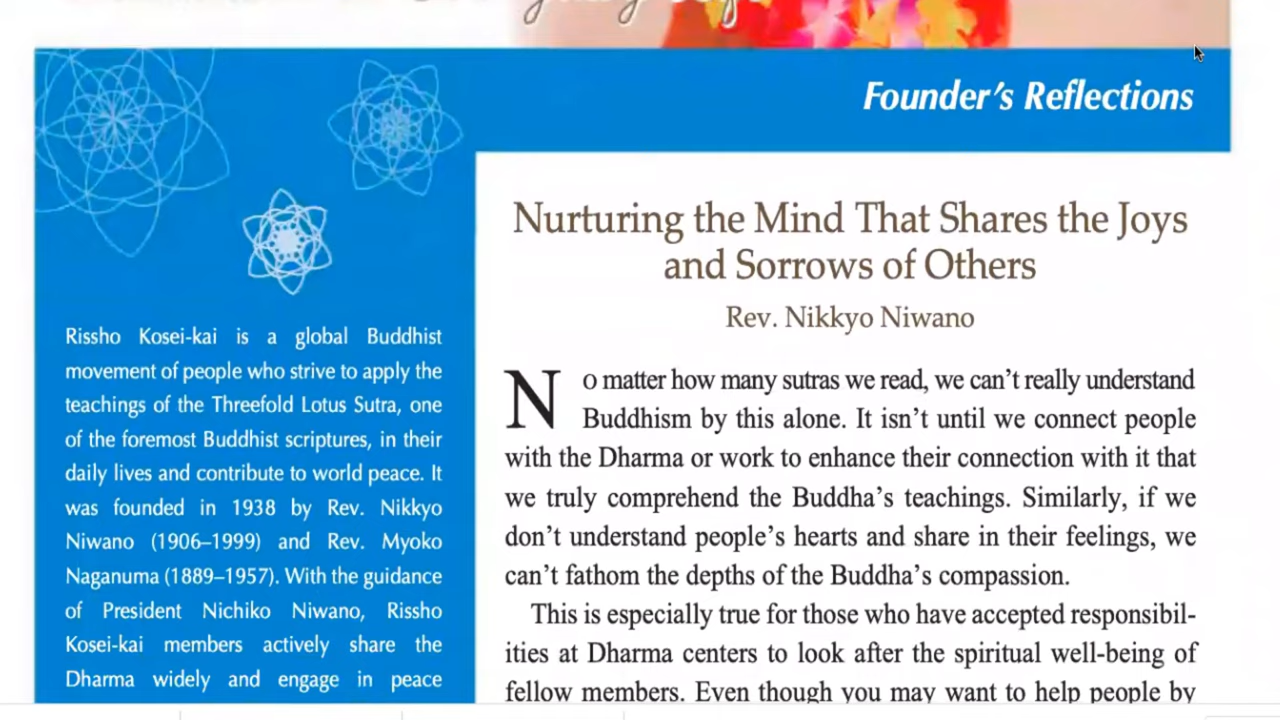 Founder's Reflections
Rissho Kosei-kai is a global Buddhist
movement of people who strive to apply the
teachings of the Threefold Lotus Sutra, one
of the foremost Buddhist scriptures, in their
daily lives and contribute to world peace. It
was founded in 1938 by Rev. Nikkyo
Niwano (1906–1999) and Rev. Myoko
Naganuma (1889–1957). With the guidance
of President Nichiko Niwano, Rissho
Kosei-kai members actively share the
Dharma widely and engage in peace
Nurturing the Mind That Shares the Joys
and Sorrows of Others
Rev. Nikkyo Niwano
No matter how many sutras we read, we can't really understand
Buddhism by this alone. It isn't until we connect people
with the Dharma or work to enhance their connection with it that
we truly comprehend the Buddha's teachings. Similarly, if we
don't understand people's hearts and share in their feelings, we
can't fathom the depths of the Buddha's compassion.
This is especially true for those who have accepted responsibil-
ities at Dharma centers to look after the spiritual well-being of
fellow members. Even though you may want to help people by